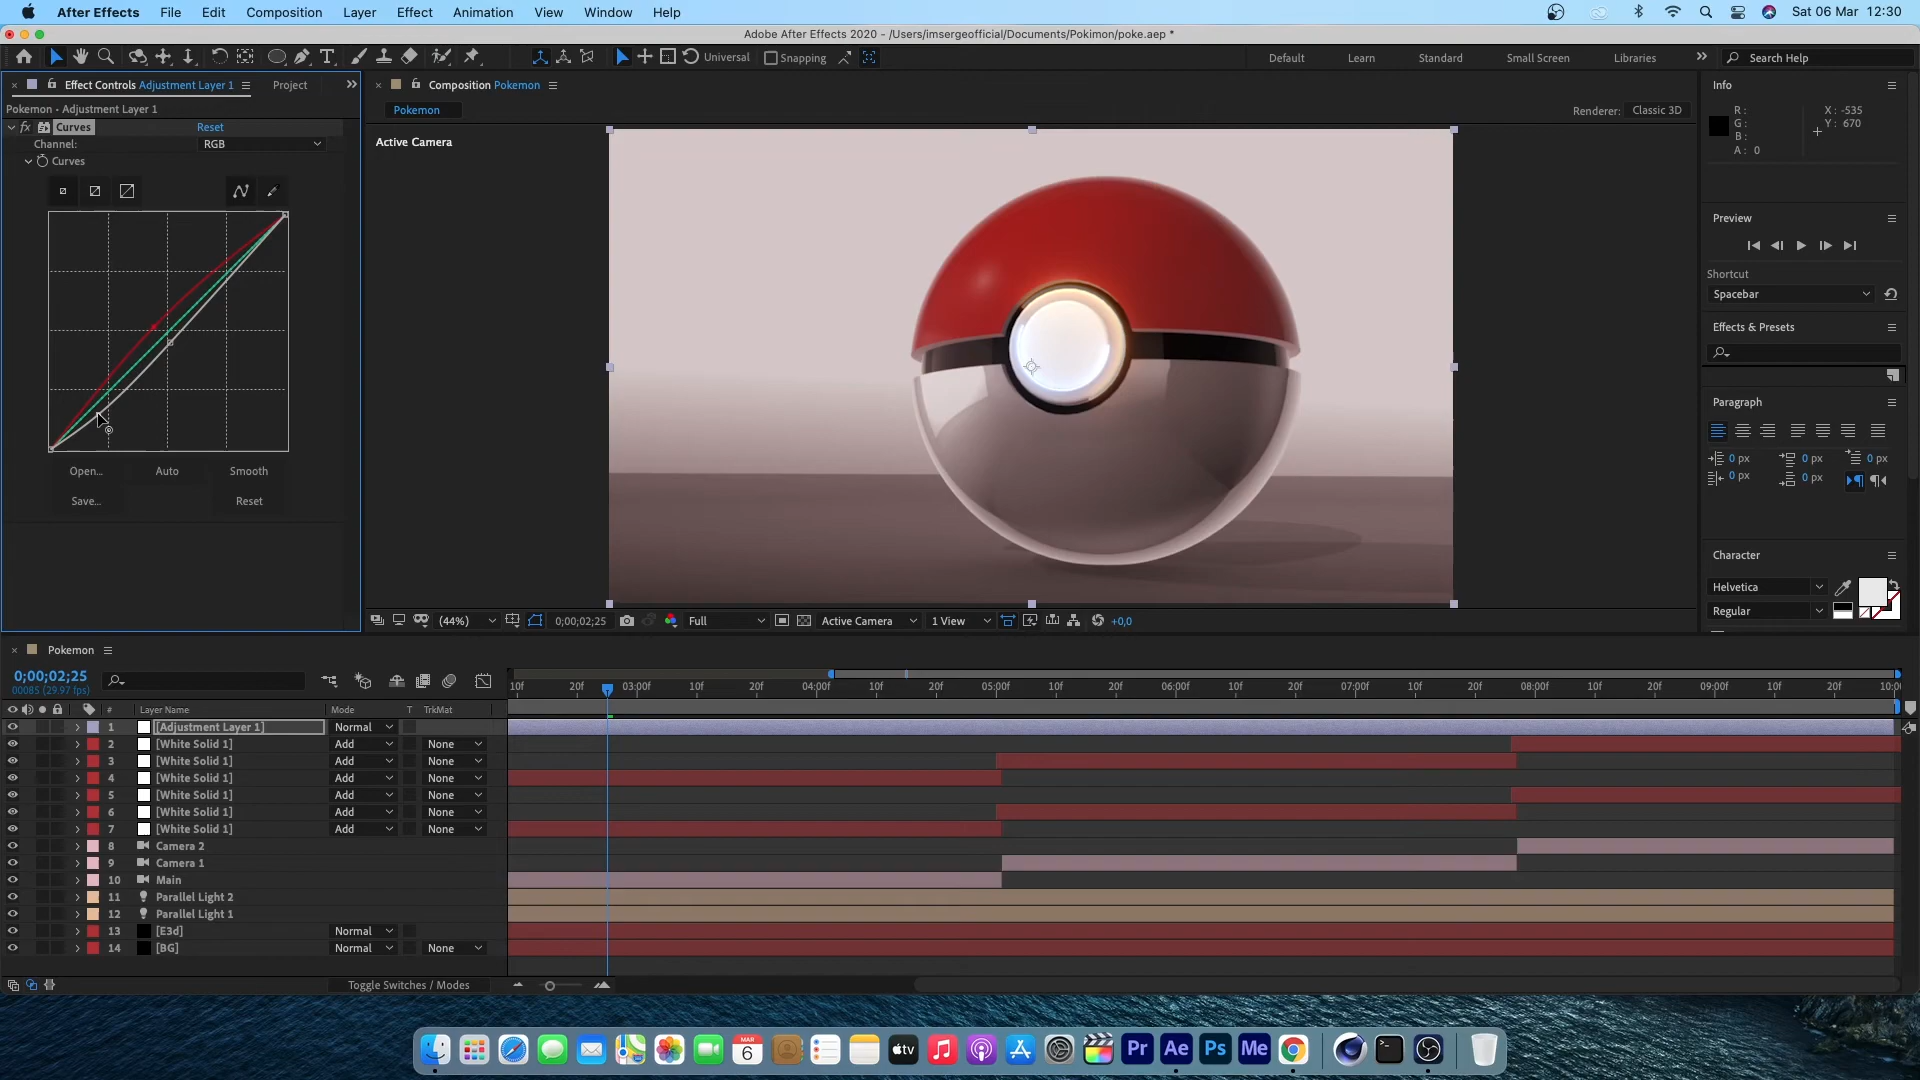 After Effects File Edit Composition Layer Effect Animation View Window Help Sat 06 Mar 12:30
Adobe After Effects 2020 - /Users/imsergeofficial/Documents/Pokimon/poke.aep *
Universal Snapping Default Learn Standard Small Screen Libraries Search Help
Effect Controls Adjustment Layer 1 Project Composition Pokemon Info
Pokemon - Adjustment Layer 1 Pokemon Renderer: Classic 3D
fx Curves Reset
Channel: RGB
Curves
Active Camera
R: X: -535
G: Y: 670
B:
A: 0
Preview
Shortcut
Spacebar
Effects & Presets
Paragraph
0 px 0 px 0 px
0 px 0 px
Open... Auto Smooth
Save... Reset
Character
Helvetica
Regular
(44%) 0;00;02;25 Full Active Camera 1 View +0,0
Pokemon
0;00;02;25
00085 (29.97 fps)
10f 20f 03:00f 10f 20f 04:00f 10f 20f 05:00f 10f 20f 06:00f 10f 20f 07:00f 10f 20f 08:00f 10f 20f 09:00f 10f 20f 10:0
# Layer Name Mode T TrkMat
1 [Adjustment Layer 1] Normal
2 [White Solid 1] Add None
3 [White Solid 1] Add None
4 [White Solid 1] Add None
5 [White Solid 1] Add None
6 [White Solid 1] Add None
7 [White Solid 1] Add None
8 Camera 2
9 Camera 1
10 Main
11 Parallel Light 2
12 Parallel Light 1
13 [E3d] Normal
14 [BG] Normal None
Toggle Switches / Modes
MAR
6
tv
Pr Ae Ps Me